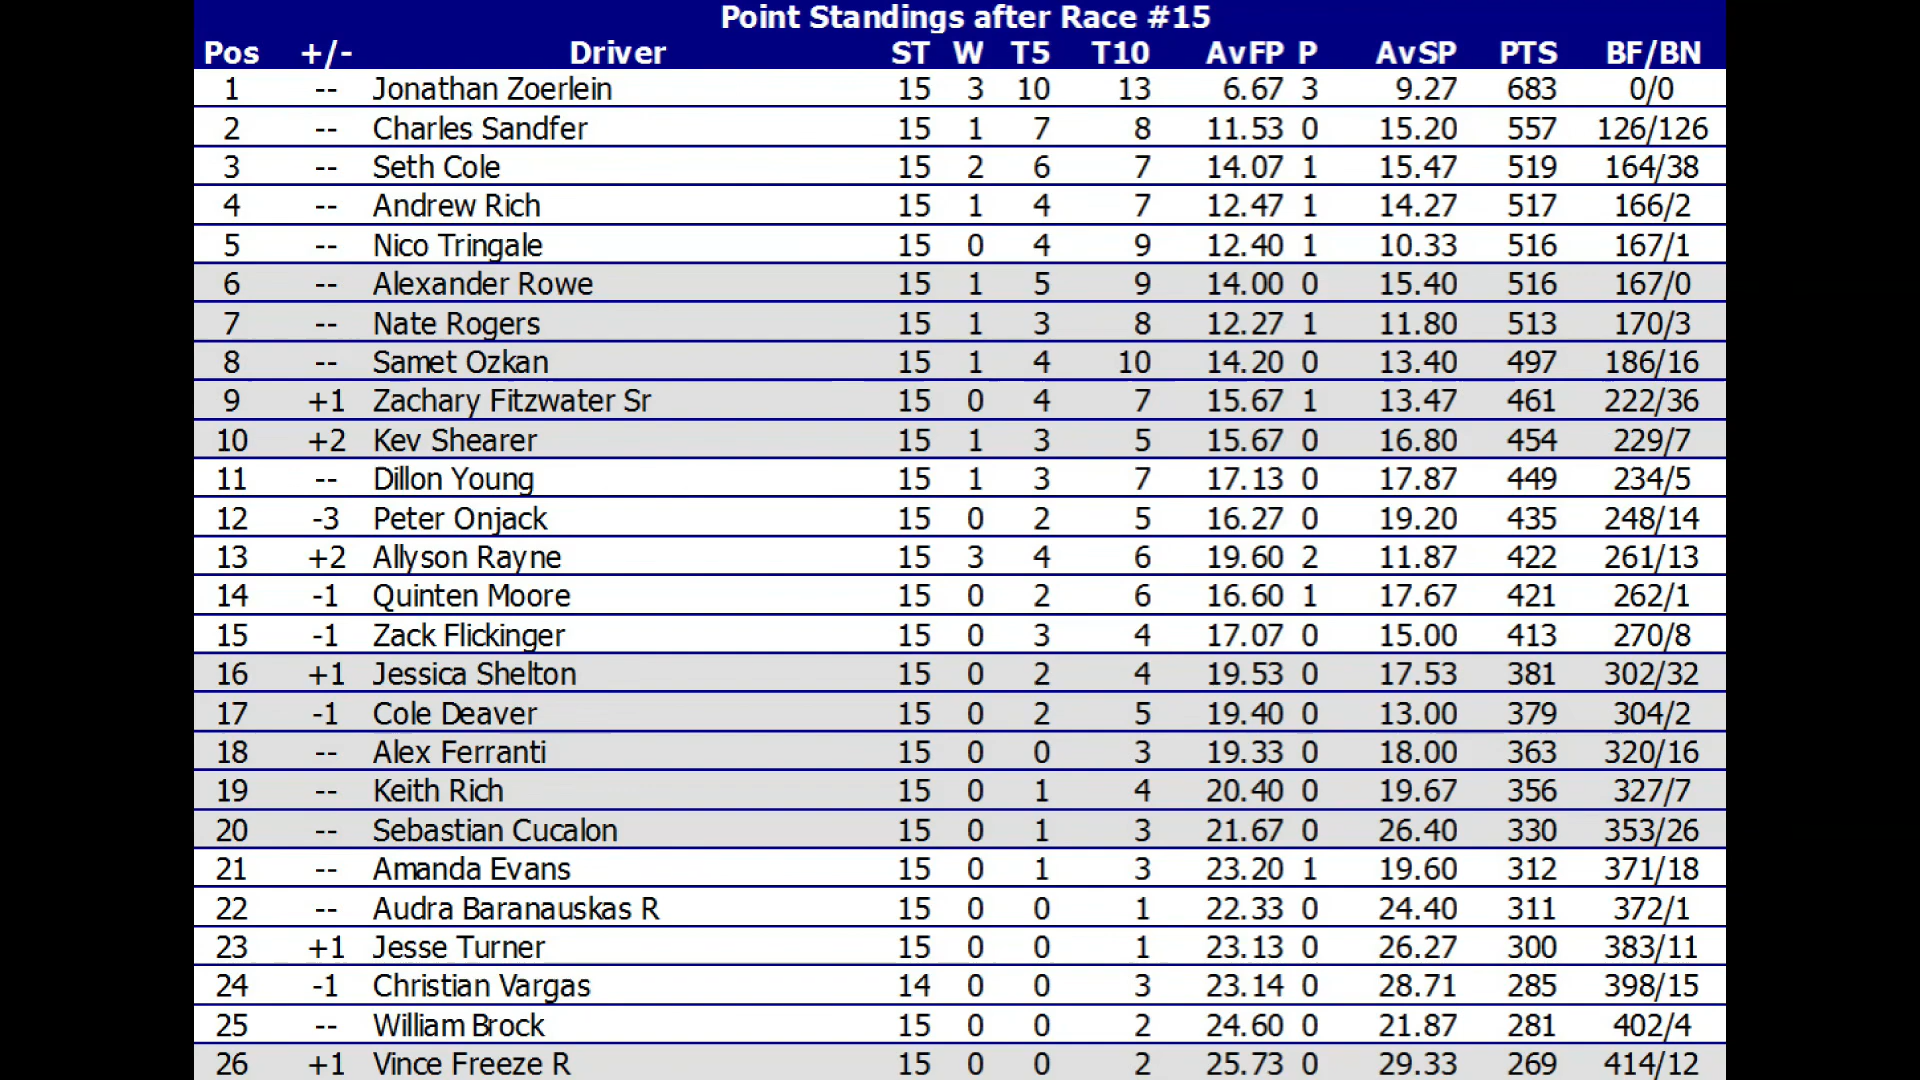 Point Standings after Race #15
Pos +/- Driver ST W T5 T10 AvFP P AvSP PTS BF/BN
1 -- Jonathan Zoerlein 15 3 10 13 6.67 3 9.27 683 0/0
2 -- Charles Sandfer 15 1 7 8 11.53 0 15.20 557 126/126
3 -- Seth Cole 15 2 6 7 14.07 1 15.47 519 164/38
4 -- Andrew Rich 15 1 4 7 12.47 1 14.27 517 166/2
5 -- Nico Tringale 15 0 4 9 12.40 1 10.33 516 167/1
6 -- Alexander Rowe 15 1 5 9 14.00 0 15.40 516 167/0
7 -- Nate Rogers 15 1 3 8 12.27 1 11.80 513 170/3
8 -- Samet Ozkan 15 1 4 10 14.20 0 13.40 497 186/16
9 +1 Zachary Fitzwater Sr 15 0 4 7 15.67 1 13.47 461 222/36
10 +2 Kev Shearer 15 1 3 5 15.67 0 16.80 454 229/7
11 -- Dillon Young 15 1 3 7 17.13 0 17.87 449 234/5
12 -3 Peter Onjack 15 0 2 5 16.27 0 19.20 435 248/14
13 +2 Allyson Rayne 15 3 4 6 19.60 2 11.87 422 261/13
14 -1 Quinten Moore 15 0 2 6 16.60 1 17.67 421 262/1
15 -1 Zack Flickinger 15 0 3 4 17.07 0 15.00 413 270/8
16 +1 Jessica Shelton 15 0 2 4 19.53 0 17.53 381 302/32
17 -1 Cole Deaver 15 0 2 5 19.40 0 13.00 379 304/2
18 -- Alex Ferranti 15 0 0 3 19.33 0 18.00 363 320/16
19 -- Keith Rich 15 0 1 4 20.40 0 19.67 356 327/7
20 -- Sebastian Cucalon 15 0 1 3 21.67 0 26.40 330 353/26
21 -- Amanda Evans 15 0 1 3 23.20 1 19.60 312 371/18
22 -- Audra Baranauskas R 15 0 0 1 22.33 0 24.40 311 372/1
23 +1 Jesse Turner 15 0 0 1 23.13 0 26.27 300 383/11
24 -1 Christian Vargas 14 0 0 3 23.14 0 28.71 285 398/15
25 -- William Brock 15 0 0 2 24.60 0 21.87 281 402/4
26 +1 Vince Freeze R 15 0 0 2 25.73 0 29.33 269 414/12